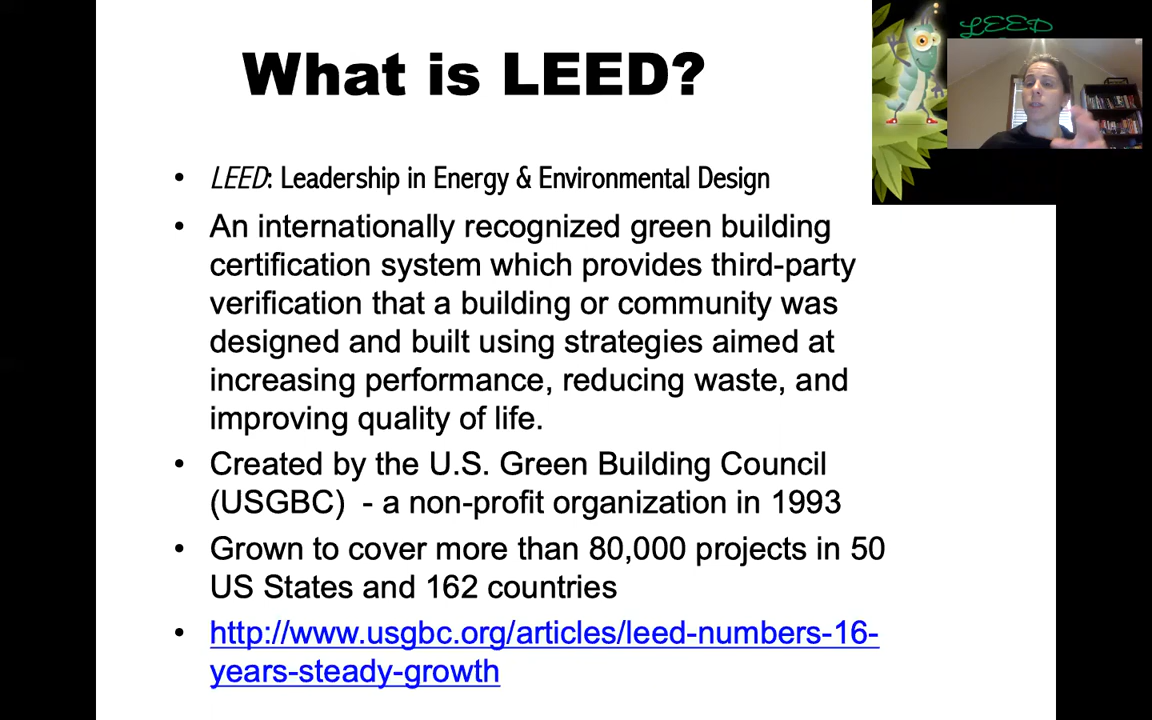 What is LEED?
LEED
• LEED: Leadership in Energy & Environmental Design
• An internationally recognized green building
certification system which provides third-party
verification that a building or community was
designed and built using strategies aimed at
increasing performance, reducing waste, and
improving quality of life.
• Created by the U.S. Green Building Council
(USGBC) - a non-profit organization in 1993
• Grown to cover more than 80,000 projects in 50
US States and 162 countries
• http://www.usgbc.org/articles/leed-numbers-16-
years-steady-growth